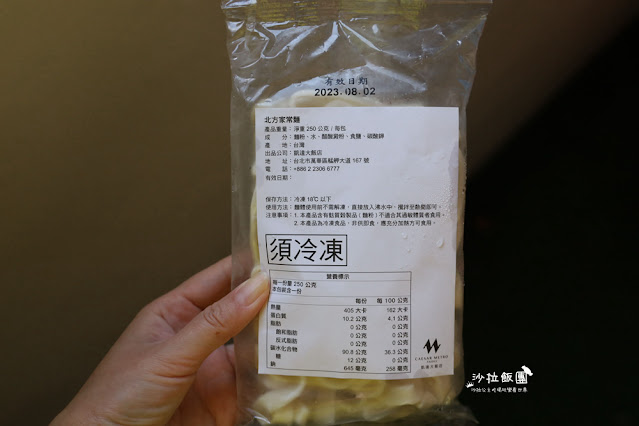 有效日期
2023.08.02
北方家常麵
產品重量：淨重 250 公克 / 每包
成　分：麵粉、水、醋酸澱粉、食鹽、碳酸鉀
產　地：台灣
出品公司：凱達大飯店
地　址：台北市萬華區艋舺大道 167 號
電　話：+886 2 2306-6777
有效日期：
保存方法：冷凍 18℃ 以下
使用方法：麵體使用前不需解凍，直接放入沸水中、攪拌至熟悶即可。
注意事項：1. 本產品含有麩質穀製品 ( 麵粉 ) 不適合其過敏體質者食用。
2. 本產品為冷凍食品，非供即食，應充分加熱方可食用。
須冷凍
營養標示
每一份量 250 公克
本包裝含一份
每份　每 100 公克
熱量　405 大卡　162 大卡
蛋白質　10.2 公克　4.1 公克
脂肪　0 公克　0 公克
飽和脂肪　0 公克　0 公克
反式脂肪　0 公克　0 公克
碳水化合物　90.8 公克　36.3 公克
糖　12 公克　0 公克
鈉　645 毫克　258 毫克
CAESAR METRO
凱達大飯店
沙拉飯團